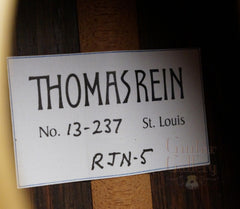 THOMAS REIN
No. 13-237 St. Louis
RJN-5